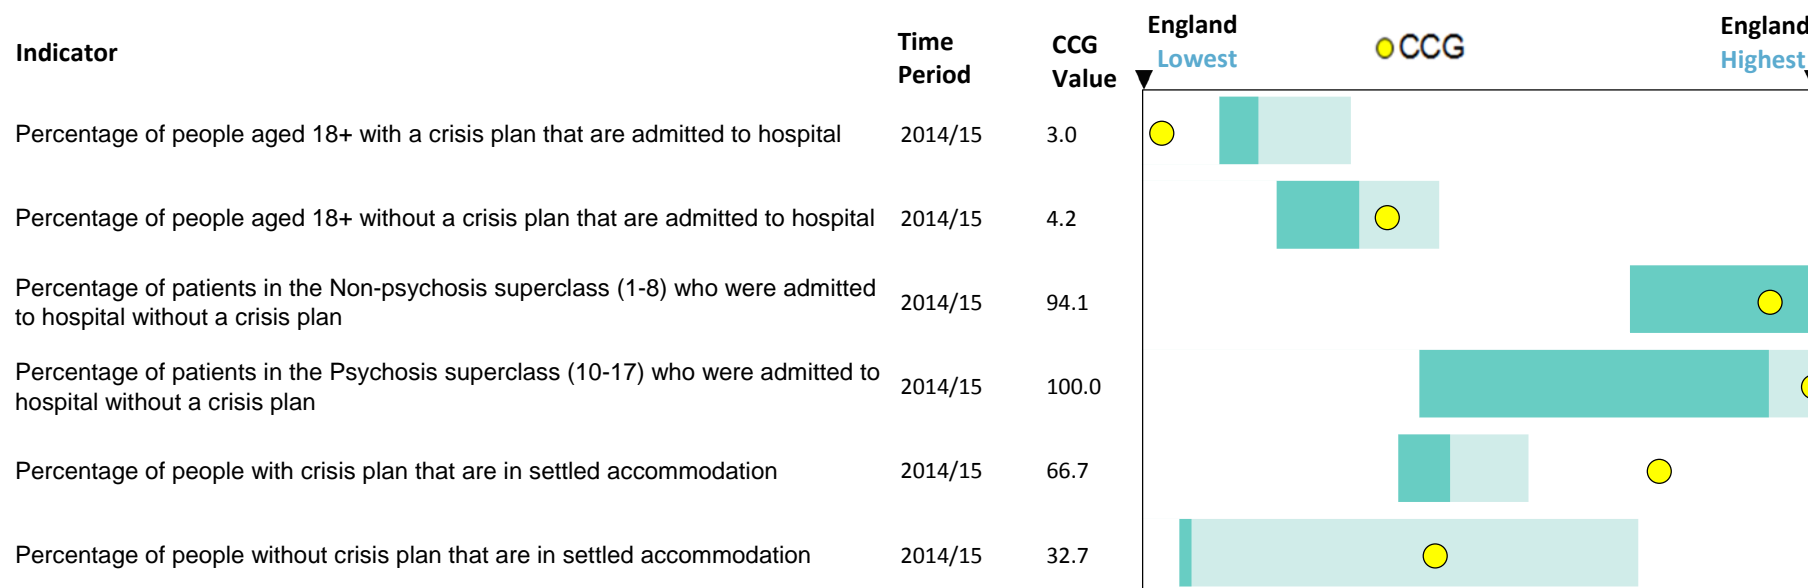 Indicator
Time Period
CCG Value
England Lowest
CCG
England Highest
Percentage of people aged 18+ with a crisis plan that are admitted to hospital 2014/15 3.0
Percentage of people aged 18+ without a crisis plan that are admitted to hospital 2014/15 4.2
Percentage of patients in the Non-psychosis superclass (1-8) who were admitted
to hospital without a crisis plan
2014/15 94.1
Percentage of patients in the Psychosis superclass (10-17) who were admitted to
hospital without a crisis plan
2014/15 100.0
Percentage of people with crisis plan that are in settled accommodation 2014/15 66.7
Percentage of people without crisis plan that are in settled accommodation 2014/15 32.7